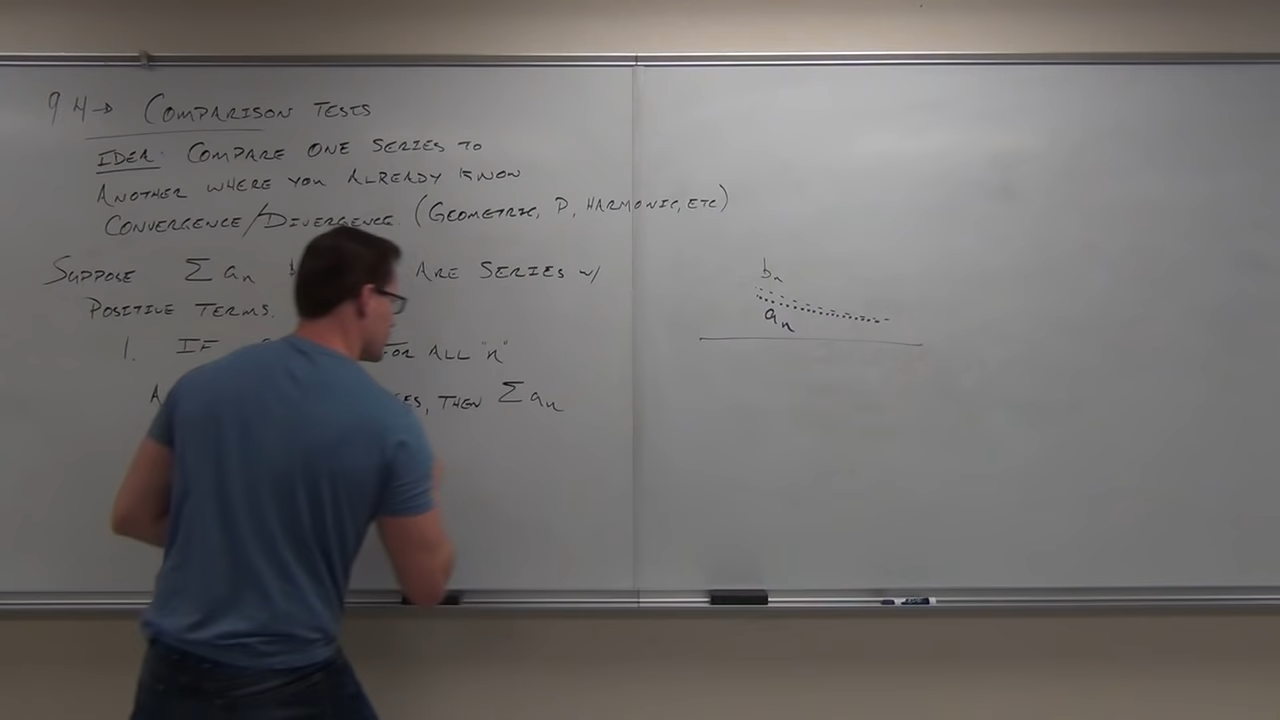 9.4 → COMPARISON TESTS
IDEA: COMPARE ONE SERIES TO
ANOTHER WHERE YOU ALREADY KNOW
CONVERGENCE/DIVERGENCE. (GEOMETRIC, P, HARMONIC, ETC)
SUPPOSE Σ aₙ ARE SERIES W/
POSITIVE TERMS.
1. IF FOR ALL "n"
THEN Σ aₙ
bₙ
aₙ